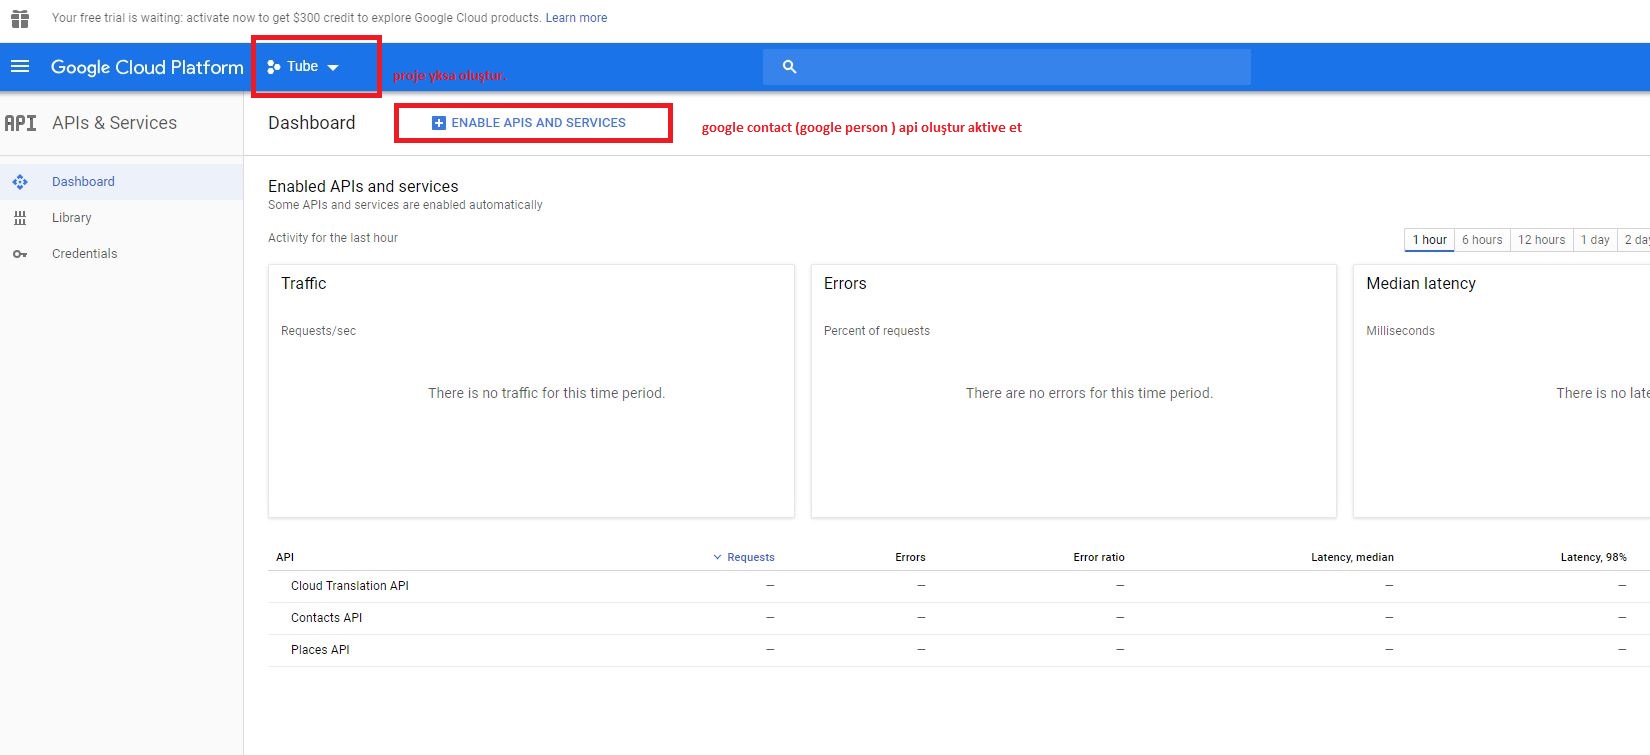 Your free trial is waiting: activate now to get $300 credit to explore Google Cloud products. Learn more
Google Cloud Platform
Tube
proje yksa oluştur.
API APIs & Services
Dashboard
ENABLE APIS AND SERVICES
google contact (google person ) api oluştur aktive et
Dashboard
Library
Credentials
Enabled APIs and services
Some APIs and services are enabled automatically
Activity for the last hour
1 hour 6 hours 12 hours 1 day 2 day
Traffic
Requests/sec
There is no traffic for this time period.
Errors
Percent of requests
There are no errors for this time period.
Median latency
Milliseconds
There is no late
API Requests Errors Error ratio Latency, median Latency, 98%
Cloud Translation API — — — — —
Contacts API — — — — —
Places API — — — — —